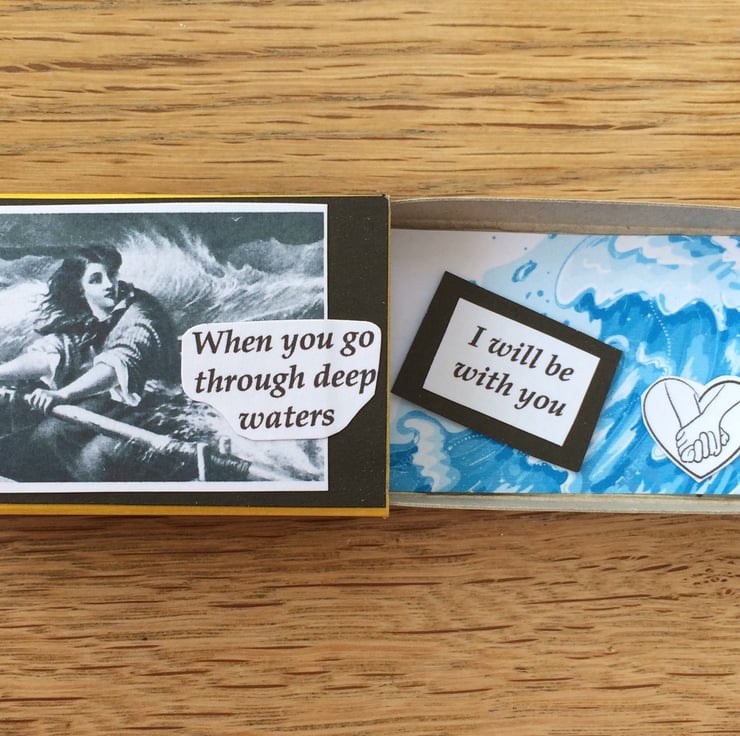 When you go
through deep
waters
I will be
with you